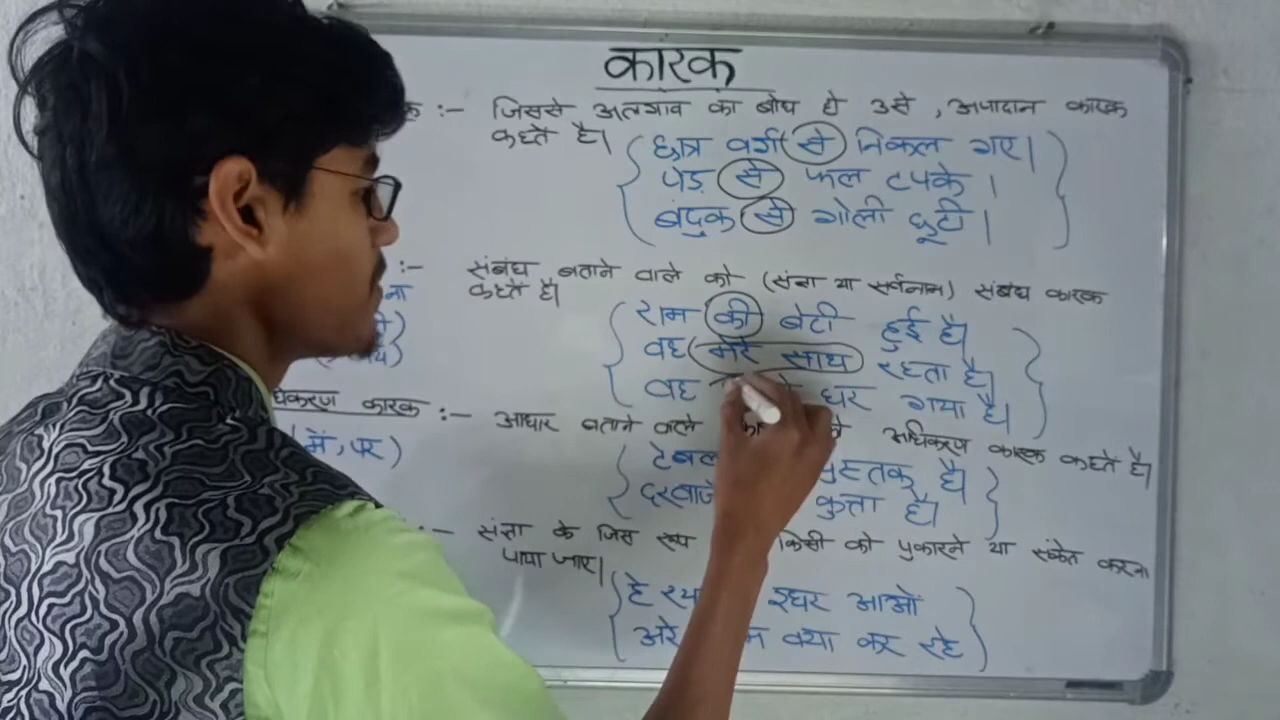 कारक
:- जिससे अलगाव का बोध हो उसे , अपादान कारक
कहते है।
छात्र वर्ग से निकल गए।
पेड़ से फल टपके ।
बंदुक से गोली छूटी ।
:- संबंध बताने वाले को (संज्ञा या सर्वनाम) संबंध कारक
कहते है।
ना
राम की बेटी हुई है।
वह मेरे साथ रहता है।
वह घर गया है।
धिकरण कारक :- आधार बताने वाले अधिकरण कारक कहते है।
में, पर)
टेबल पुस्तक है।
कुत्ता है।
:- संज्ञा के जिस रूप किसी को पुकारने या संकेत करना
पाया जाए।
हे इधर आओ
अरे क्या कर रहे